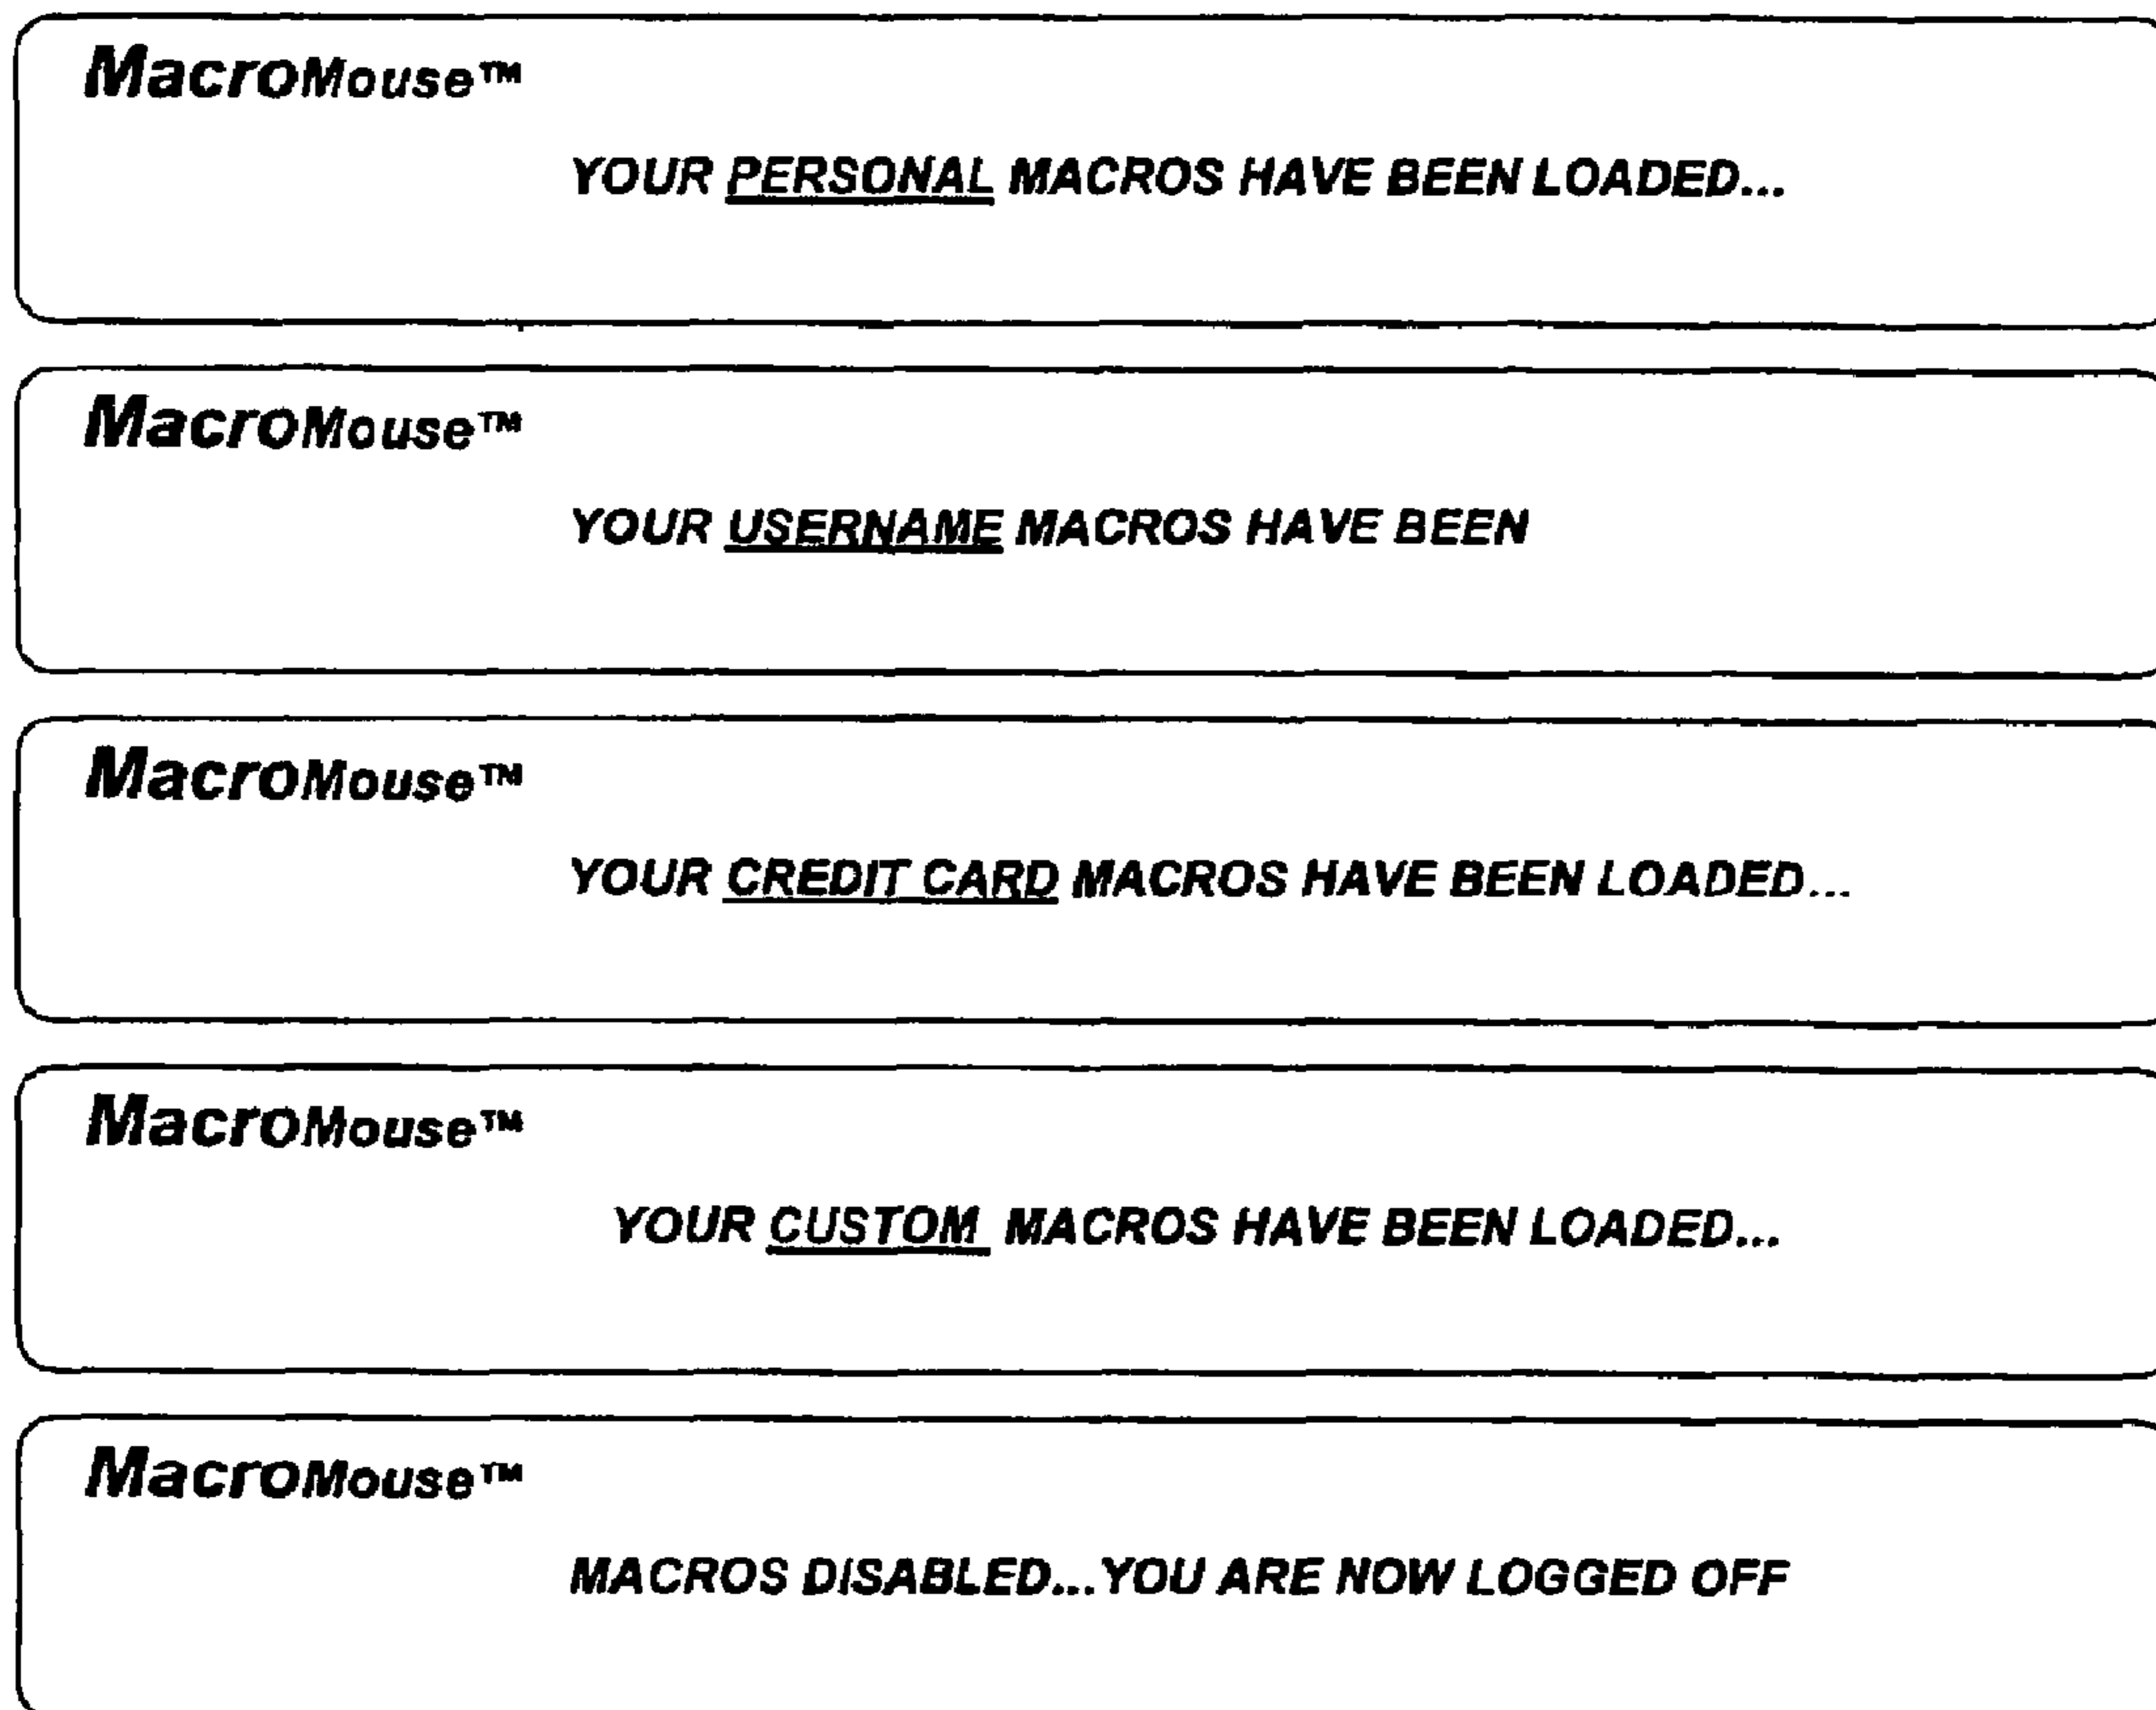 MacroMouse™
YOUR PERSONAL MACROS HAVE BEEN LOADED...
MacroMouse™
YOUR USERNAME MACROS HAVE BEEN
MacroMouse™
YOUR CREDIT CARD MACROS HAVE BEEN LOADED...
MacroMouse™
YOUR CUSTOM MACROS HAVE BEEN LOADED...
MacroMouse™
MACROS DISABLED...YOU ARE NOW LOGGED OFF